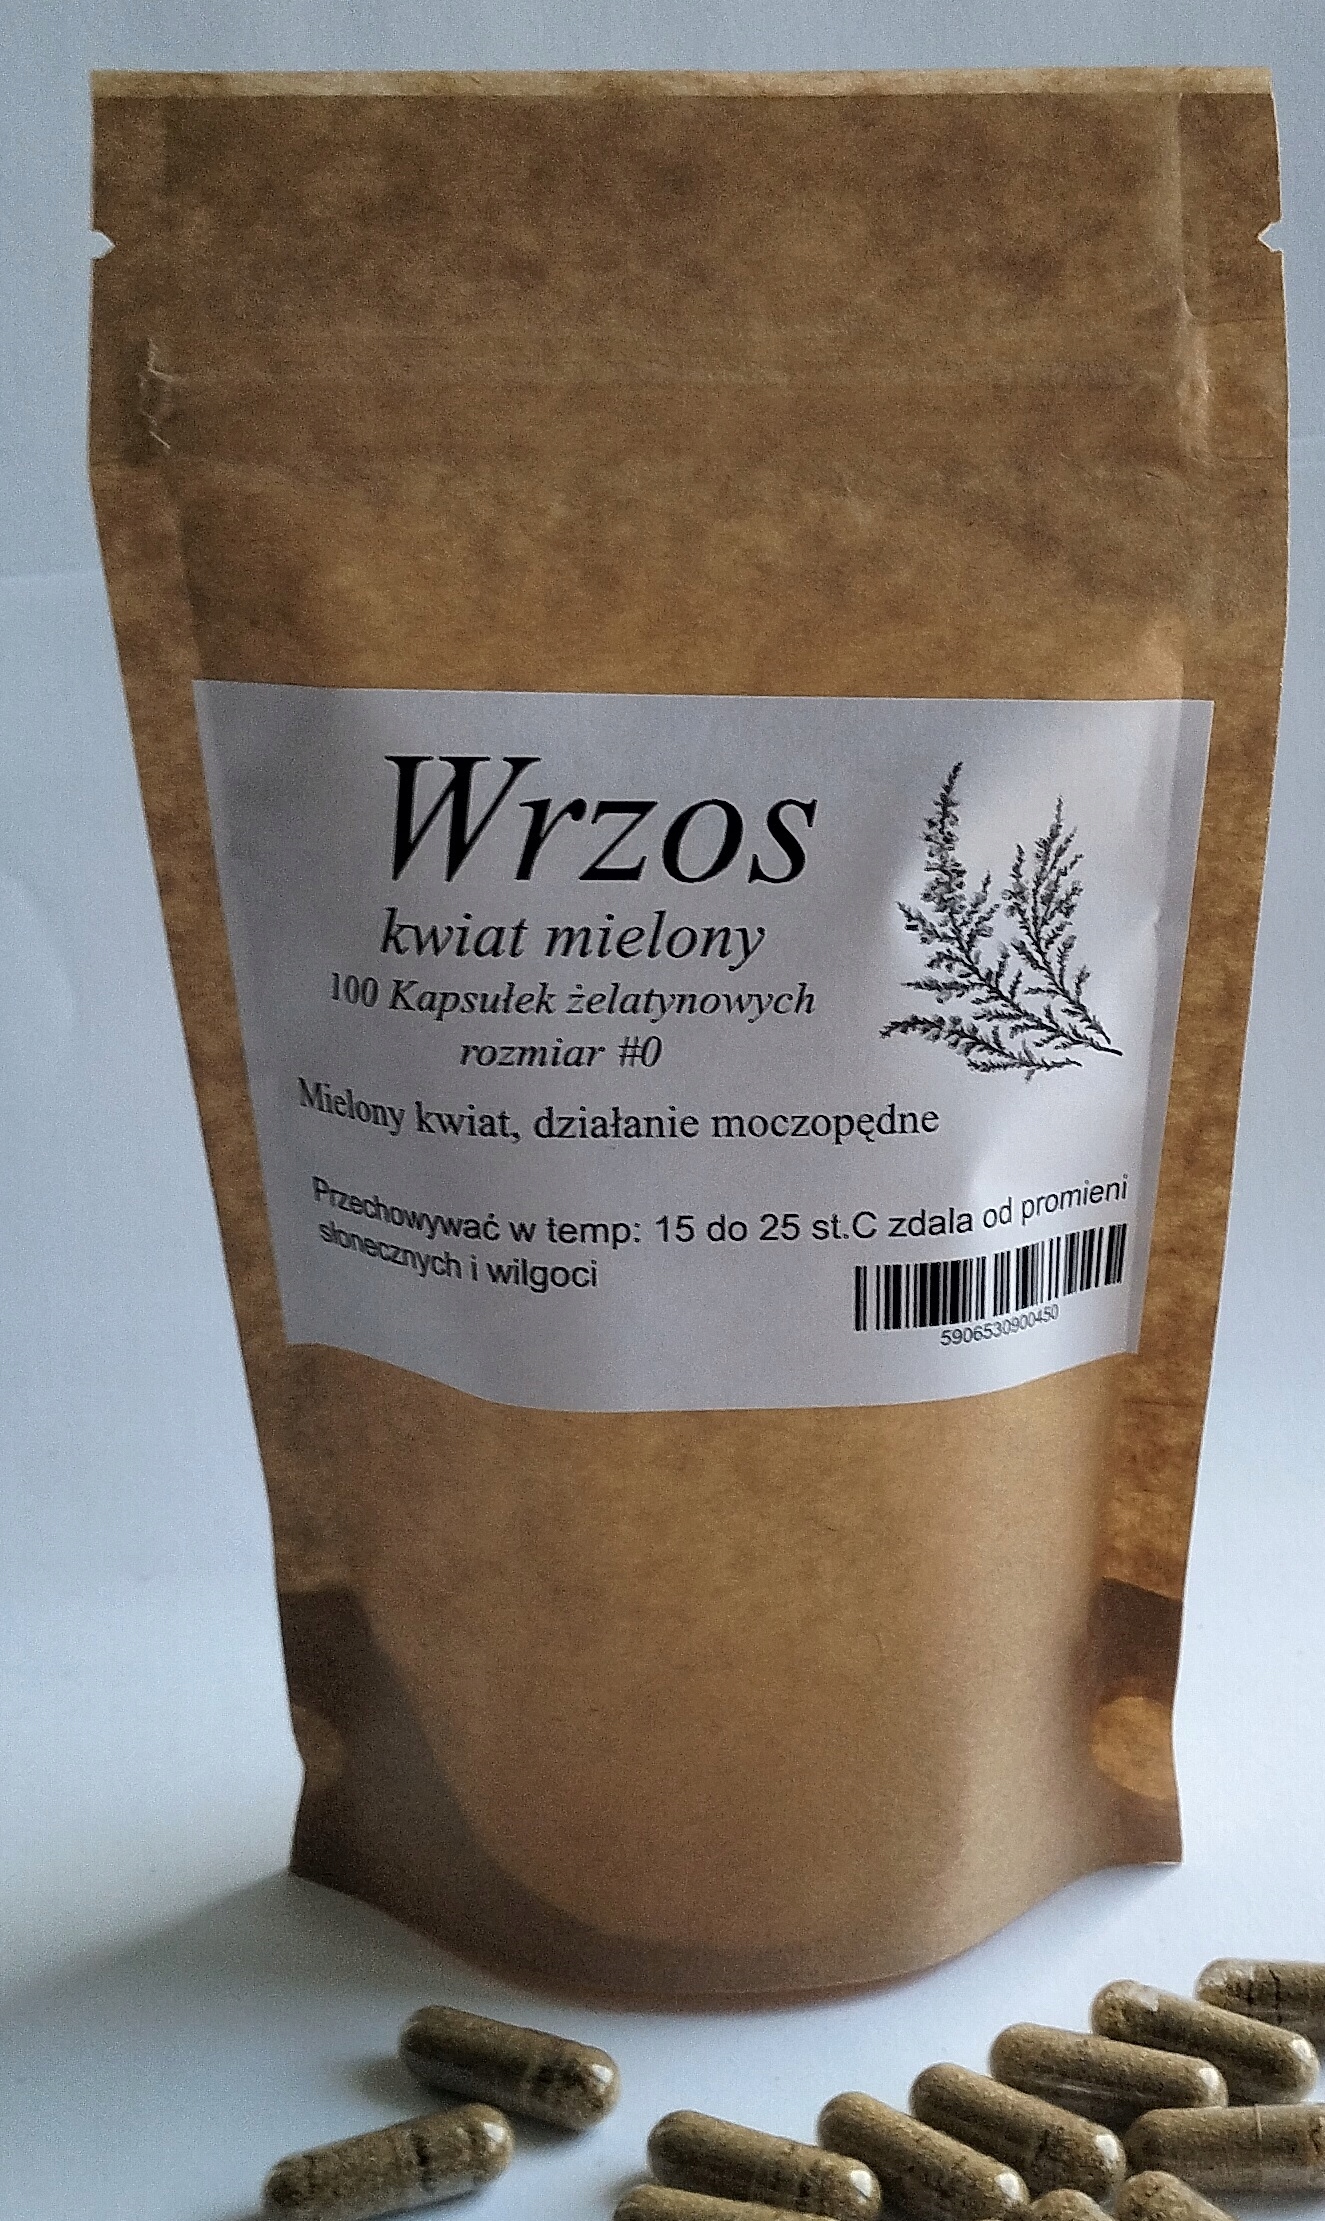 Wrzos
kwiat mielony
100 Kapsułek żelatynowych
rozmiar #0
Mielony kwiat, działanie moczopędne
Przechowywać w temp: 15 do 25 st.C zdala od promieni
słonecznych i wilgoci
5906530900450